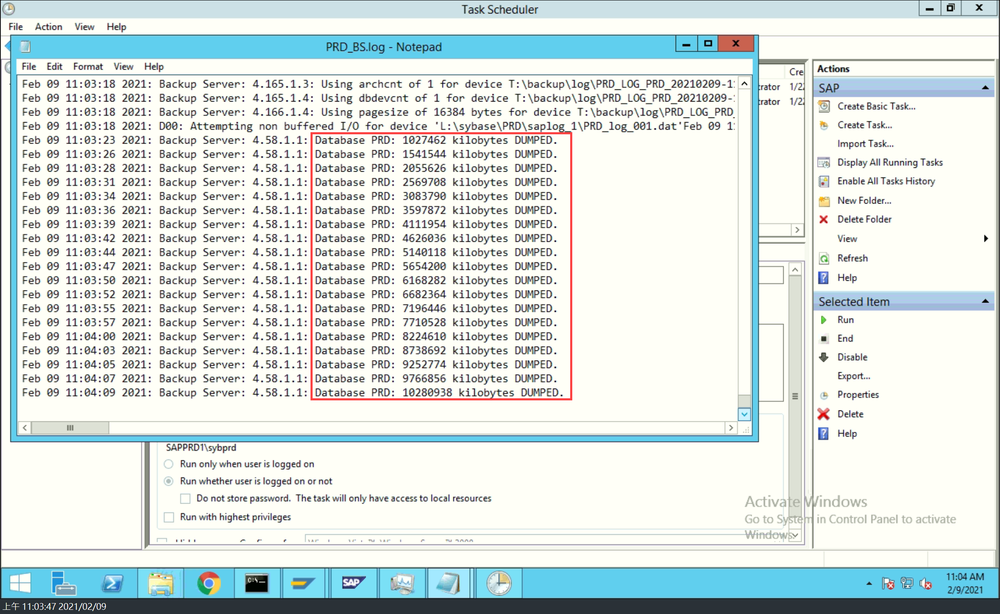 Task Scheduler
File Action View Help
PRD_BS.log - Notepad
File Edit Format View Help
Feb 09 11:03:18 2021: Backup Server: 4.165.1.3: Using archcnt of 1 for device T:\backup\log\PRD_LOG_PRD_20210209-1
Feb 09 11:03:18 2021: Backup Server: 4.165.1.4: Using dbdevcnt of 1 for device T:\backup\log\PRD_LOG_PRD_20210209-
Feb 09 11:03:18 2021: Backup Server: 4.166.1.4: Using pagesize of 16384 bytes for device T:\backup\log\PRD_LOG_PRD_
Feb 09 11:03:18 2021: D00: Attempting non buffered I/O for device 'L:\sybase\PRD\saplog_1\PRD_log_001.dat'Feb 09 1
Feb 09 11:03:23 2021: Backup Server: 4.58.1.1: Database PRD: 1027462 kilobytes DUMPED.
Feb 09 11:03:26 2021: Backup Server: 4.58.1.1: Database PRD: 1541544 kilobytes DUMPED.
Feb 09 11:03:28 2021: Backup Server: 4.58.1.1: Database PRD: 2055626 kilobytes DUMPED.
Feb 09 11:03:31 2021: Backup Server: 4.58.1.1: Database PRD: 2569708 kilobytes DUMPED.
Feb 09 11:03:34 2021: Backup Server: 4.58.1.1: Database PRD: 3083790 kilobytes DUMPED.
Feb 09 11:03:36 2021: Backup Server: 4.58.1.1: Database PRD: 3597872 kilobytes DUMPED.
Feb 09 11:03:39 2021: Backup Server: 4.58.1.1: Database PRD: 4111954 kilobytes DUMPED.
Feb 09 11:03:42 2021: Backup Server: 4.58.1.1: Database PRD: 4626036 kilobytes DUMPED.
Feb 09 11:03:44 2021: Backup Server: 4.58.1.1: Database PRD: 5140118 kilobytes DUMPED.
Feb 09 11:03:47 2021: Backup Server: 4.58.1.1: Database PRD: 5654200 kilobytes DUMPED.
Feb 09 11:03:50 2021: Backup Server: 4.58.1.1: Database PRD: 6168282 kilobytes DUMPED.
Feb 09 11:03:52 2021: Backup Server: 4.58.1.1: Database PRD: 6682364 kilobytes DUMPED.
Feb 09 11:03:55 2021: Backup Server: 4.58.1.1: Database PRD: 7196446 kilobytes DUMPED.
Feb 09 11:03:57 2021: Backup Server: 4.58.1.1: Database PRD: 7710528 kilobytes DUMPED.
Feb 09 11:04:00 2021: Backup Server: 4.58.1.1: Database PRD: 8224610 kilobytes DUMPED.
Feb 09 11:04:03 2021: Backup Server: 4.58.1.1: Database PRD: 8738692 kilobytes DUMPED.
Feb 09 11:04:05 2021: Backup Server: 4.58.1.1: Database PRD: 9252774 kilobytes DUMPED.
Feb 09 11:04:07 2021: Backup Server: 4.58.1.1: Database PRD: 9766856 kilobytes DUMPED.
Feb 09 11:04:09 2021: Backup Server: 4.58.1.1: Database PRD: 10280938 kilobytes DUMPED.
Cre
trator 1/2
trator 1/2
SAPPRD1\sybprd
Run only when user is logged on
Run whether user is logged on or not
Do not store password. The task will only have access to local resources
Run with highest privileges
Actions
SAP
Create Basic Task...
Create Task...
Import Task...
Display All Running Tasks
Enable All Tasks History
New Folder...
Delete Folder
View
Refresh
Help
Selected Item
Run
End
Disable
Export...
Properties
Delete
Help
Activate Windows
Go to System in Control Panel to activate
Windows.
C:\_
SAP
11:04 AM
2/9/2021
上午 11:03:47 2021/02/09